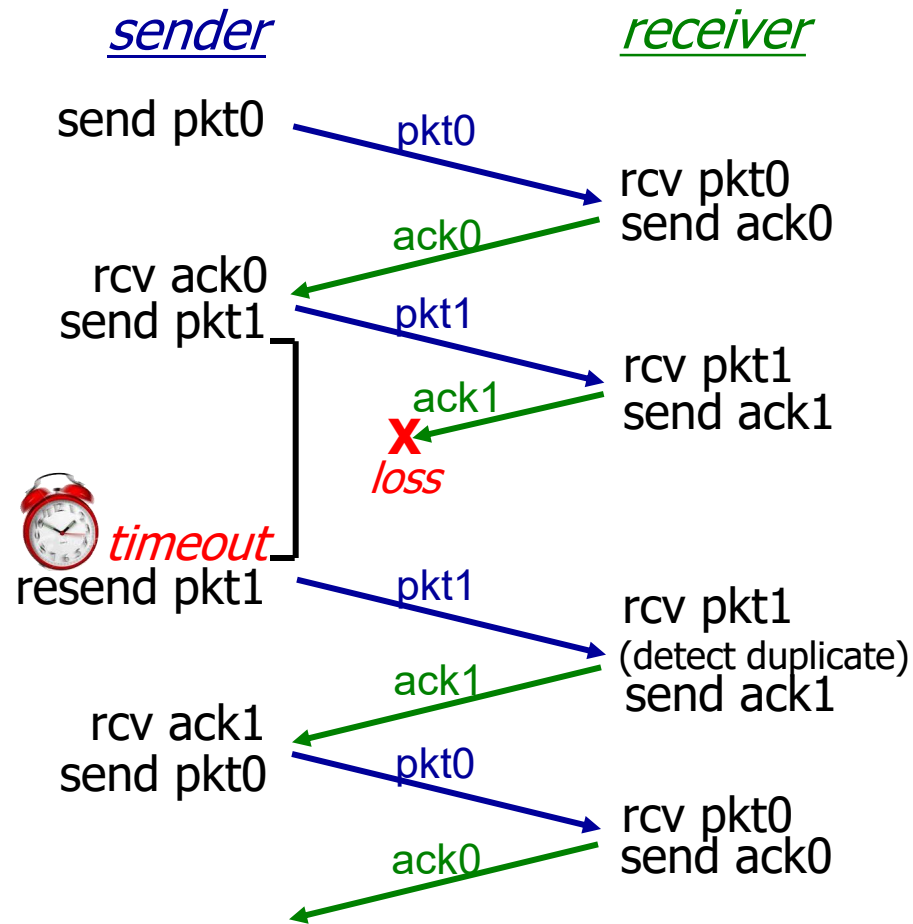 sender
receiver
send pkt0
pkt0
rcv pkt0
send ack0
ack0
rcv ack0
send pkt1
pkt1
rcv pkt1
send ack1
ack1
X
loss
timeout
resend pkt1
pkt1
rcv pkt1
(detect duplicate)
send ack1
ack1
rcv ack1
send pkt0
pkt0
rcv pkt0
send ack0
ack0